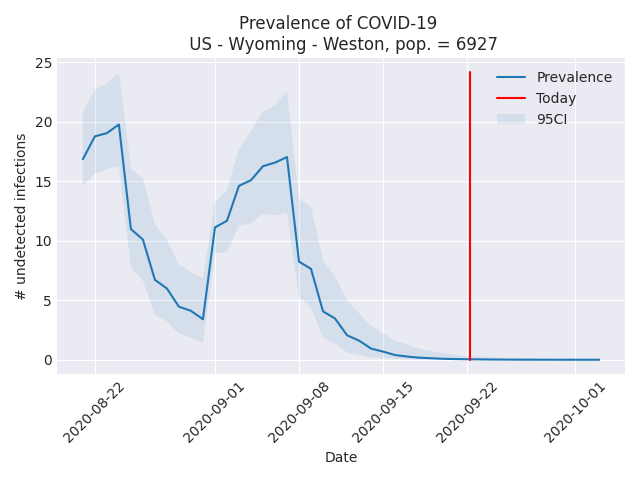 Prevalence of COVID-19
US - Wyoming - Weston, pop. = 6927
Prevalence
Today
95CI
# undetected infections
25
20
15
10
5
0
2020-08-22
2020-09-01
2020-09-08
2020-09-15
2020-09-22
2020-10-01
Date